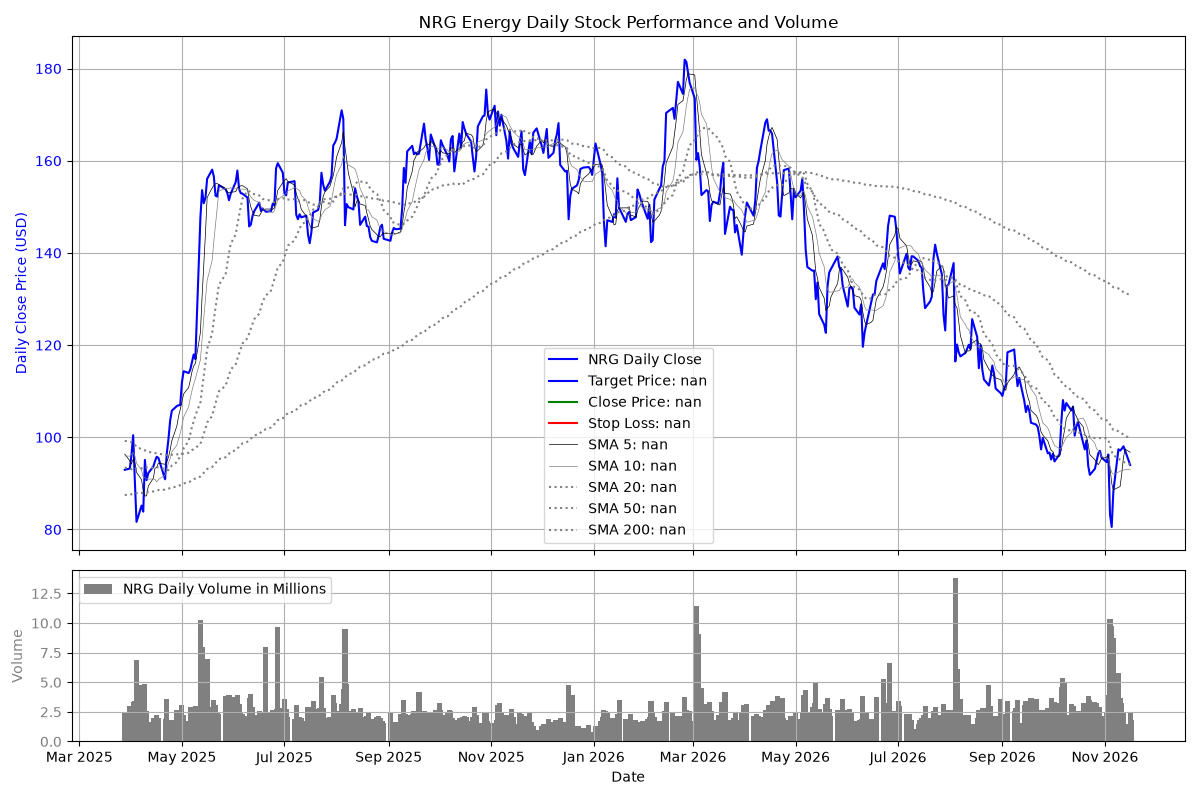 NRG Energy Daily Stock Performance and Volume
Daily Close Price (USD)
180
160
140
120
100
80
NRG Daily Close
Target Price: nan
Close Price: nan
Stop Loss: nan
SMA 5: nan
SMA 10: nan
SMA 20: nan
SMA 50: nan
SMA 200: nan
Volume
12.5
10.0
7.5
5.0
2.5
0.0
NRG Daily Volume in Millions
Mar 2025 May 2025 Jul 2025 Sep 2025 Nov 2025 Jan 2026 Mar 2026 May 2026 Jul 2026 Sep 2026 Nov 2026
Date